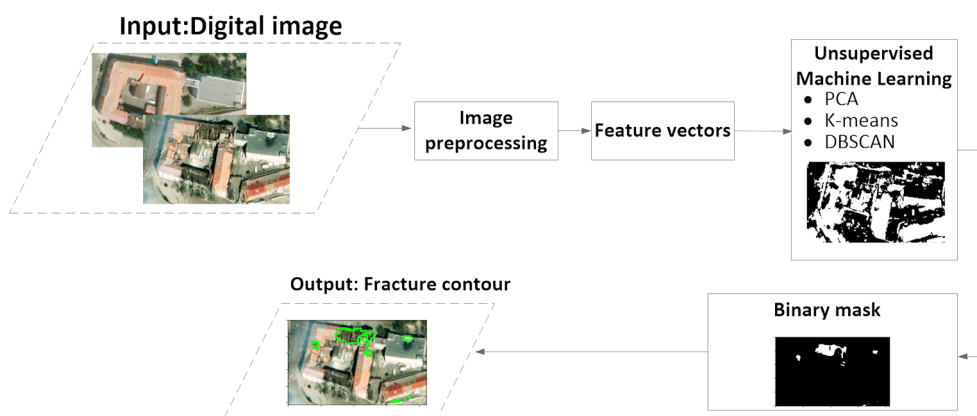 Input:Digital image
Image
preprocessing
Feature vectors
Unsupervised
Machine Learning
• PCA
• K-means
• DBSCAN
Output: Fracture contour
Binary mask